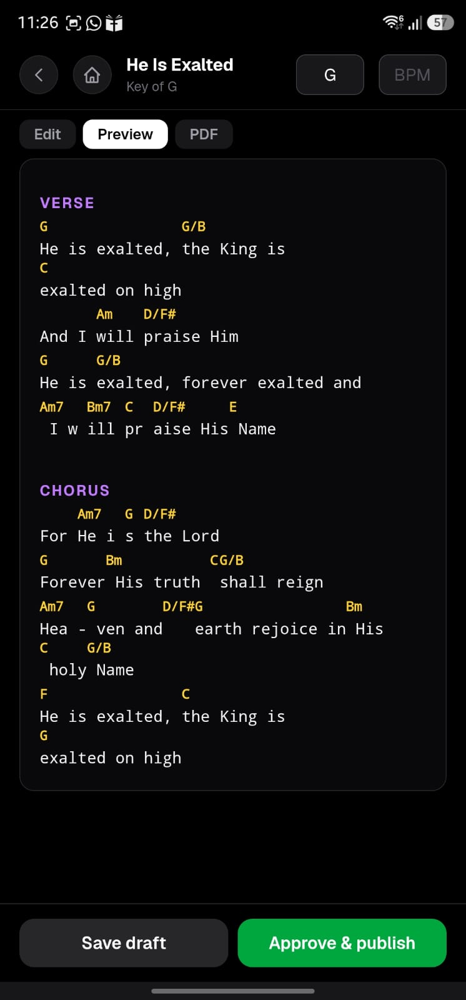 11:26
6
57
He Is Exalted
Key of G
G
BPM
Edit Preview PDF
VERSE
G G/B
He is exalted, the King is
C
exalted on high
Am D/F#
And I will praise Him
G G/B
He is exalted, forever exalted and
Am7 Bm7 C D/F# E
I w ill pr aise His Name
CHORUS
Am7 G D/F#
For He i s the Lord
G Bm CG/B
Forever His truth shall reign
Am7 G D/F#G Bm
Hea - ven and earth rejoice in His
C G/B
holy Name
F C
He is exalted, the King is
G
exalted on high
Save draft Approve & publish